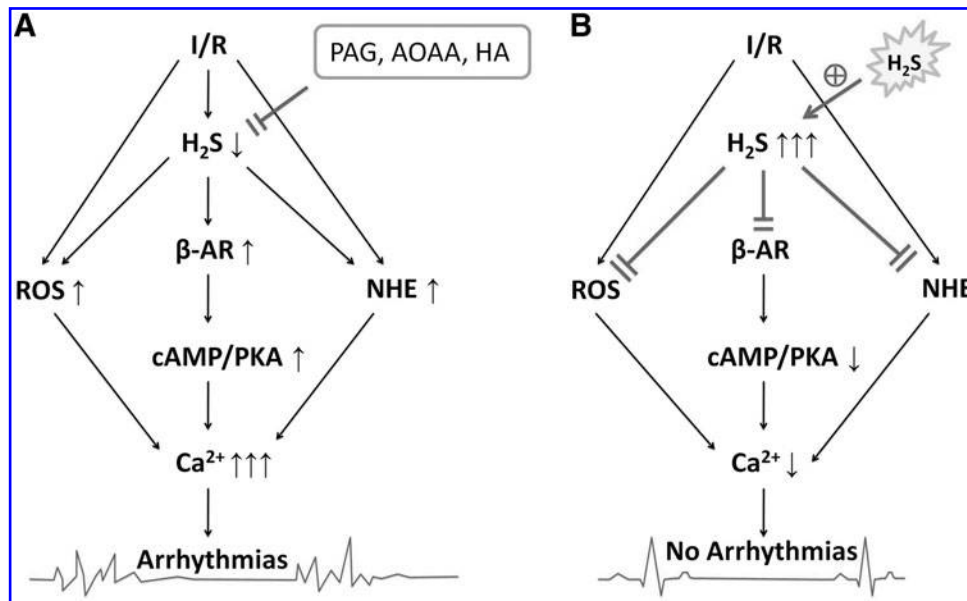 A
I/R
PAG, AOAA, HA
H₂S ↓
β-AR ↑
ROS ↑
NHE ↑
cAMP/PKA ↑
Ca²⁺ ↑↑↑
Arrhythmias
B
I/R
H₂S
H₂S ↑↑↑
β-AR
ROS
NHE
cAMP/PKA ↓
Ca²⁺ ↓
No Arrhythmias